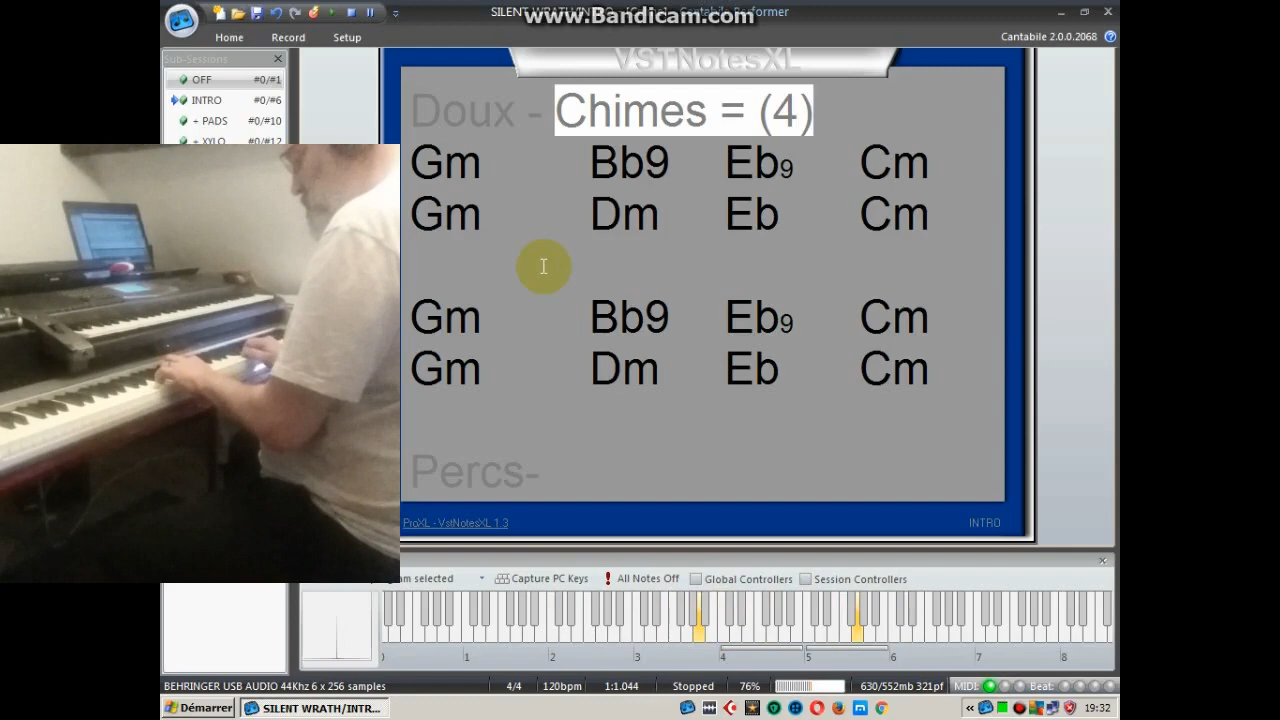 SILENT WRATH/INTRO
www.Bandicam.com
Performer
Home Record Setup
Cantabile 2.0.0.2068
Sub-Sessions
OFF #0/#1
INTRO #0/#6
+ PADS #0/#10
+ XYLO #0/#12
VSTNotesXL
Doux - Chimes = (4)
Gm Bb9 Eb9 Cm
Gm Dm Eb Cm
Gm Bb9 Eb9 Cm
Gm Dm Eb Cm
Percs-
ProXL - VstNotesXL 1.3
INTRO
selected
Capture PC Keys
All Notes Off
Global Controllers
Session Controllers
1 2 3 4 5 6 7 8
BEHRINGER USB AUDIO 44Khz 6 x 256 samples 4/4 120bpm 1:1.044 Stopped 76% 630/552mb 321pf MIDI: Beat:
Démarrer SILENT WRATH/INTR... « 19:32